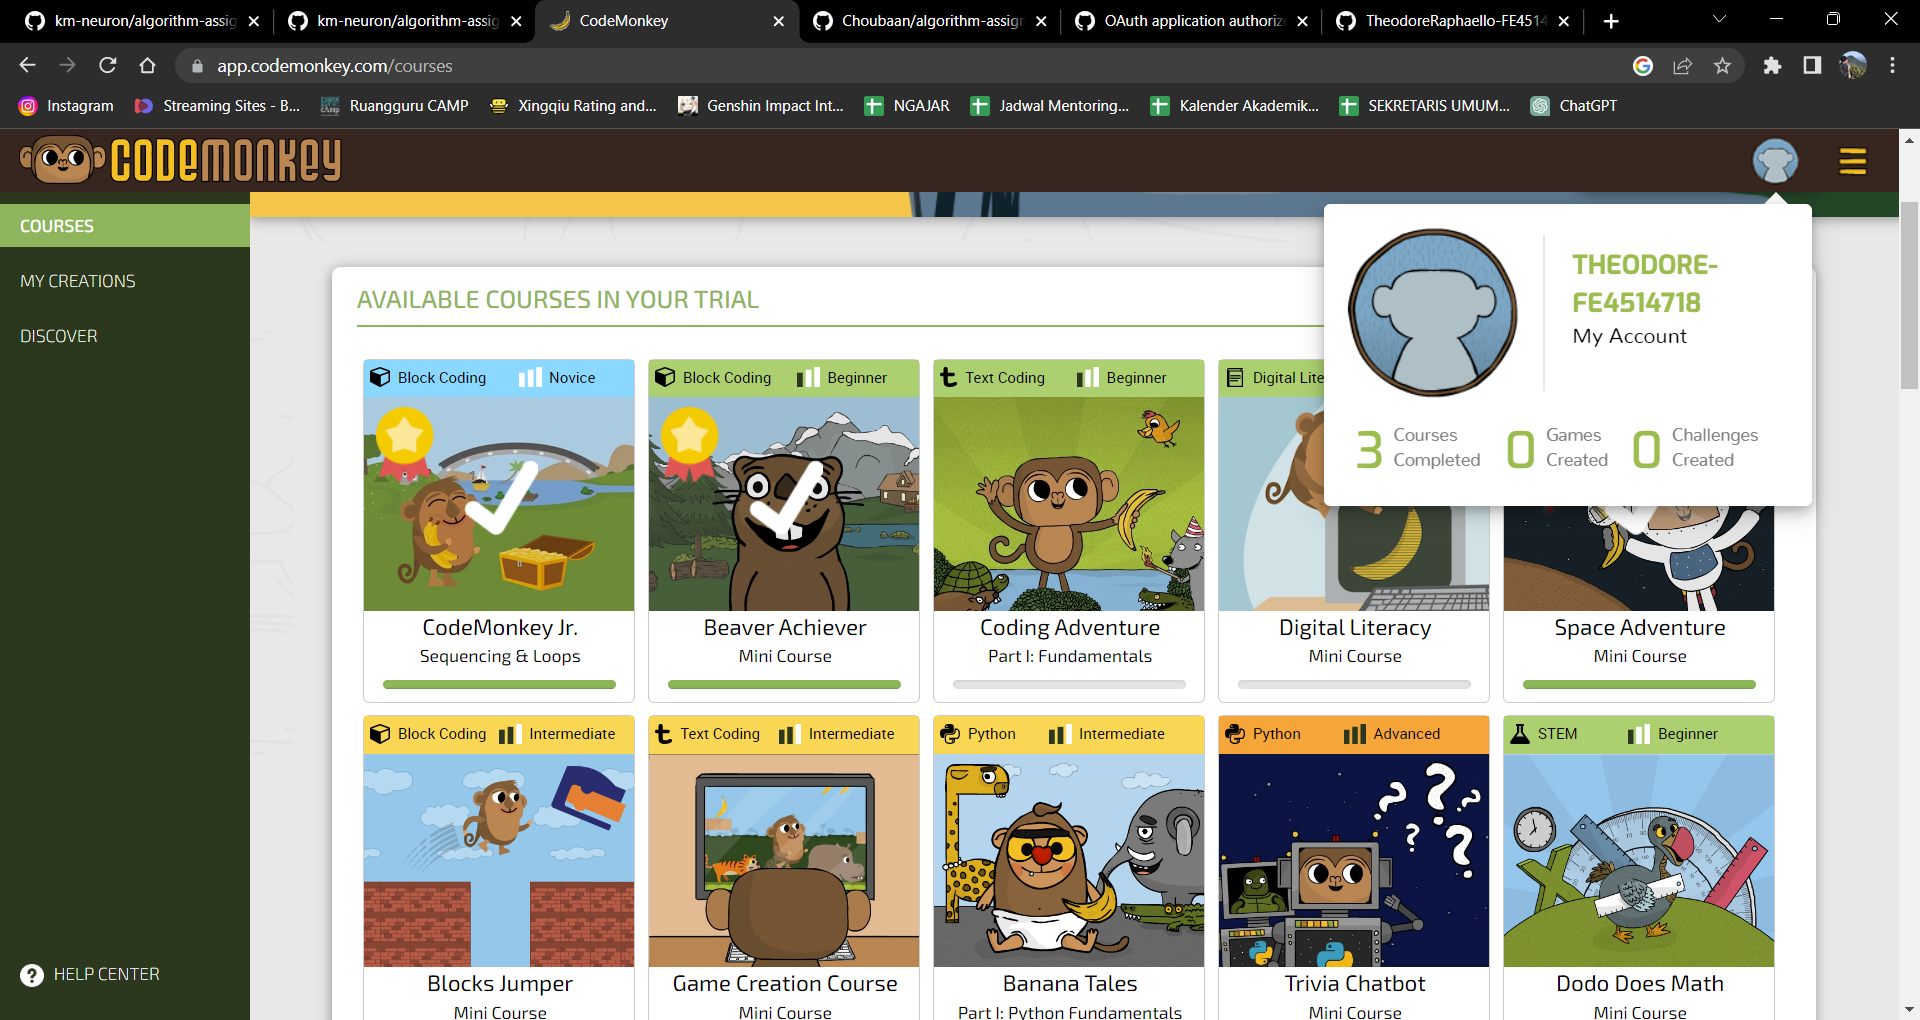 km-neuron/algorithm-assig
km-neuron/algorithm-assig
CodeMonkey
Choubaan/algorithm-assigr
OAuth application authoriz
TheodoreRaphaello-FE4514
app.codemonkey.com/courses
Instagram
Streaming Sites - B...
Ruangguru CAMP
Xingqiu Rating and...
Genshin Impact Int...
NGAJAR
Jadwal Mentoring...
Kalender Akademik...
SEKRETARIS UMUM...
ChatGPT
CODEMONKEY
COURSES
MY CREATIONS
DISCOVER
HELP CENTER
THEODORE-
FE4514718
My Account
3 Courses Completed
0 Games Created
0 Challenges Created
AVAILABLE COURSES IN YOUR TRIAL
Block Coding Novice
CodeMonkey Jr.
Sequencing & Loops
Block Coding Beginner
Beaver Achiever
Mini Course
Text Coding Beginner
Coding Adventure
Part I: Fundamentals
Digital Lite
Digital Literacy
Mini Course
Space Adventure
Mini Course
Block Coding Intermediate
Blocks Jumper
Mini Course
Text Coding Intermediate
Game Creation Course
Mini Course
Python Intermediate
Banana Tales
Part I: Python Fundamentals
Python Advanced
Trivia Chatbot
Mini Course
STEM Beginner
Dodo Does Math
Mini Course